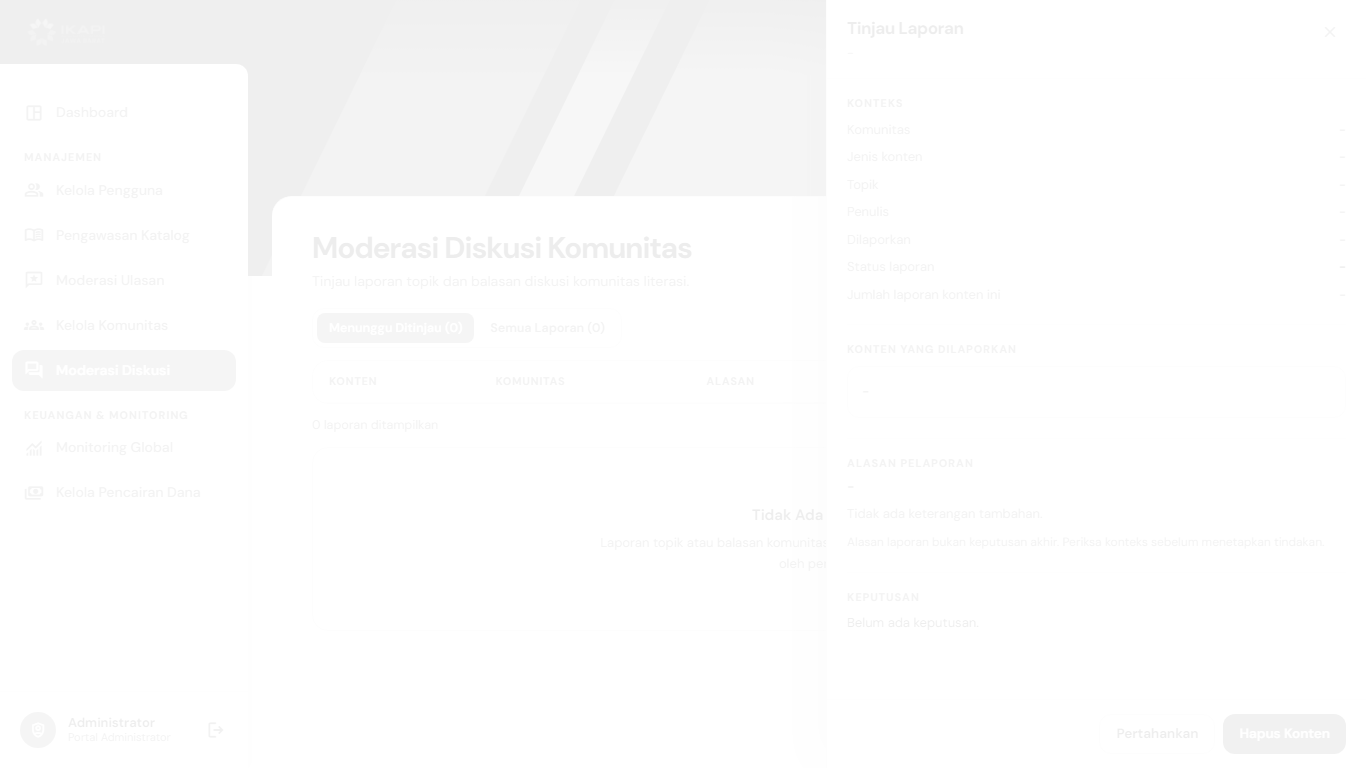 Dashboard
MANAJEMEN
Kelola Pengguna
Pengawasan Katalog
Moderasi Ulasan
Kelola Komunitas
Moderasi Diskusi
KEUANGAN & MONITORING
Monitoring Global
Kelola Pencairan Dana
Administrator
Portal Administrator
Moderasi Diskusi Komunitas
Tinjau laporan topik dan balasan diskusi komunitas literasi.
Menunggu Ditinjau (0) Semua Laporan (0)
KONTEN KOMUNITAS ALASAN
0 laporan ditampilkan
Tidak Ada
Laporan topik atau balasan komunitas
oleh
Tinjau Laporan
-
KONTEKS
Komunitas -
Jenis konten -
Topik -
Penulis -
Dilaporkan -
Status laporan -
Jumlah laporan konten ini -
KONTEN YANG DILAPORKAN
-
ALASAN PELAPORAN
-
Tidak ada keterangan tambahan.
Alasan laporan bukan keputusan akhir. Periksa konteks sebelum menetapkan tindakan.
KEPUTUSAN
Belum ada keputusan.
Pertahankan Hapus Konten